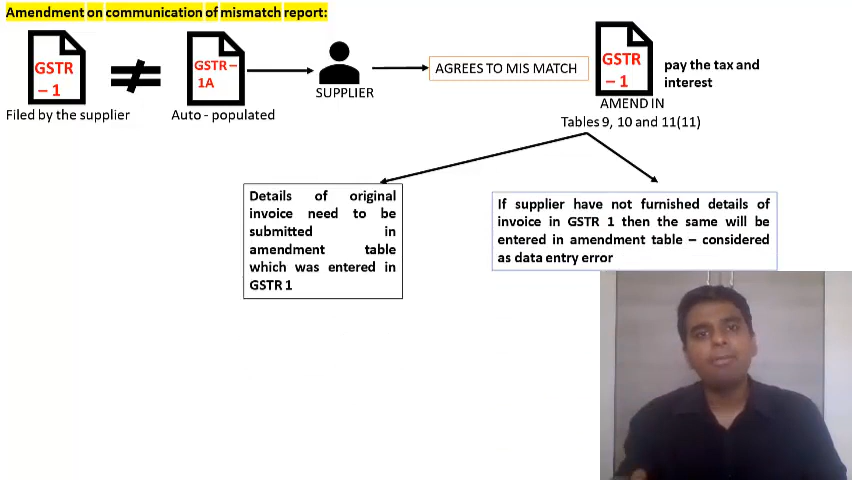 Amendment on communication of mismatch report:
GSTR
– 1
Filed by the supplier
GSTR –
1A
Auto - populated
SUPPLIER
AGREES TO MIS MATCH
GSTR
– 1
pay the tax and
interest
AMEND IN
Tables 9, 10 and 11(11)
Details of original
invoice need to be
submitted in
amendment table
which was entered in
GSTR 1
If supplier have not furnished details of
invoice in GSTR 1 then the same will be
entered in amendment table – considered
as data entry error